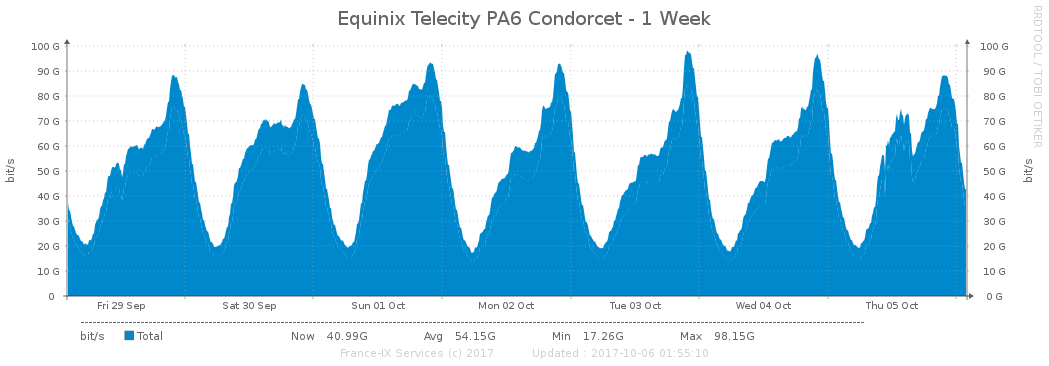 Equinix Telecity PA6 Condorcet - 1 Week
RRDTOOL / TOBI OETIKER
100 G 100 G
90 G 90 G
80 G 80 G
70 G 70 G
60 G 60 G
50 G 50 G
40 G 40 G
30 G 30 G
20 G 20 G
10 G 10 G
0 0 G
bit/s
bit/s
Fri 29 Sep Sat 30 Sep Sun 01 Oct Mon 02 Oct Tue 03 Oct Wed 04 Oct Thu 05 Oct
bit/s Total Now 40.99G Avg 54.15G Min 17.26G Max 98.15G
France-IX Services (c) 2017 Updated : 2017-10-06 01:55:10